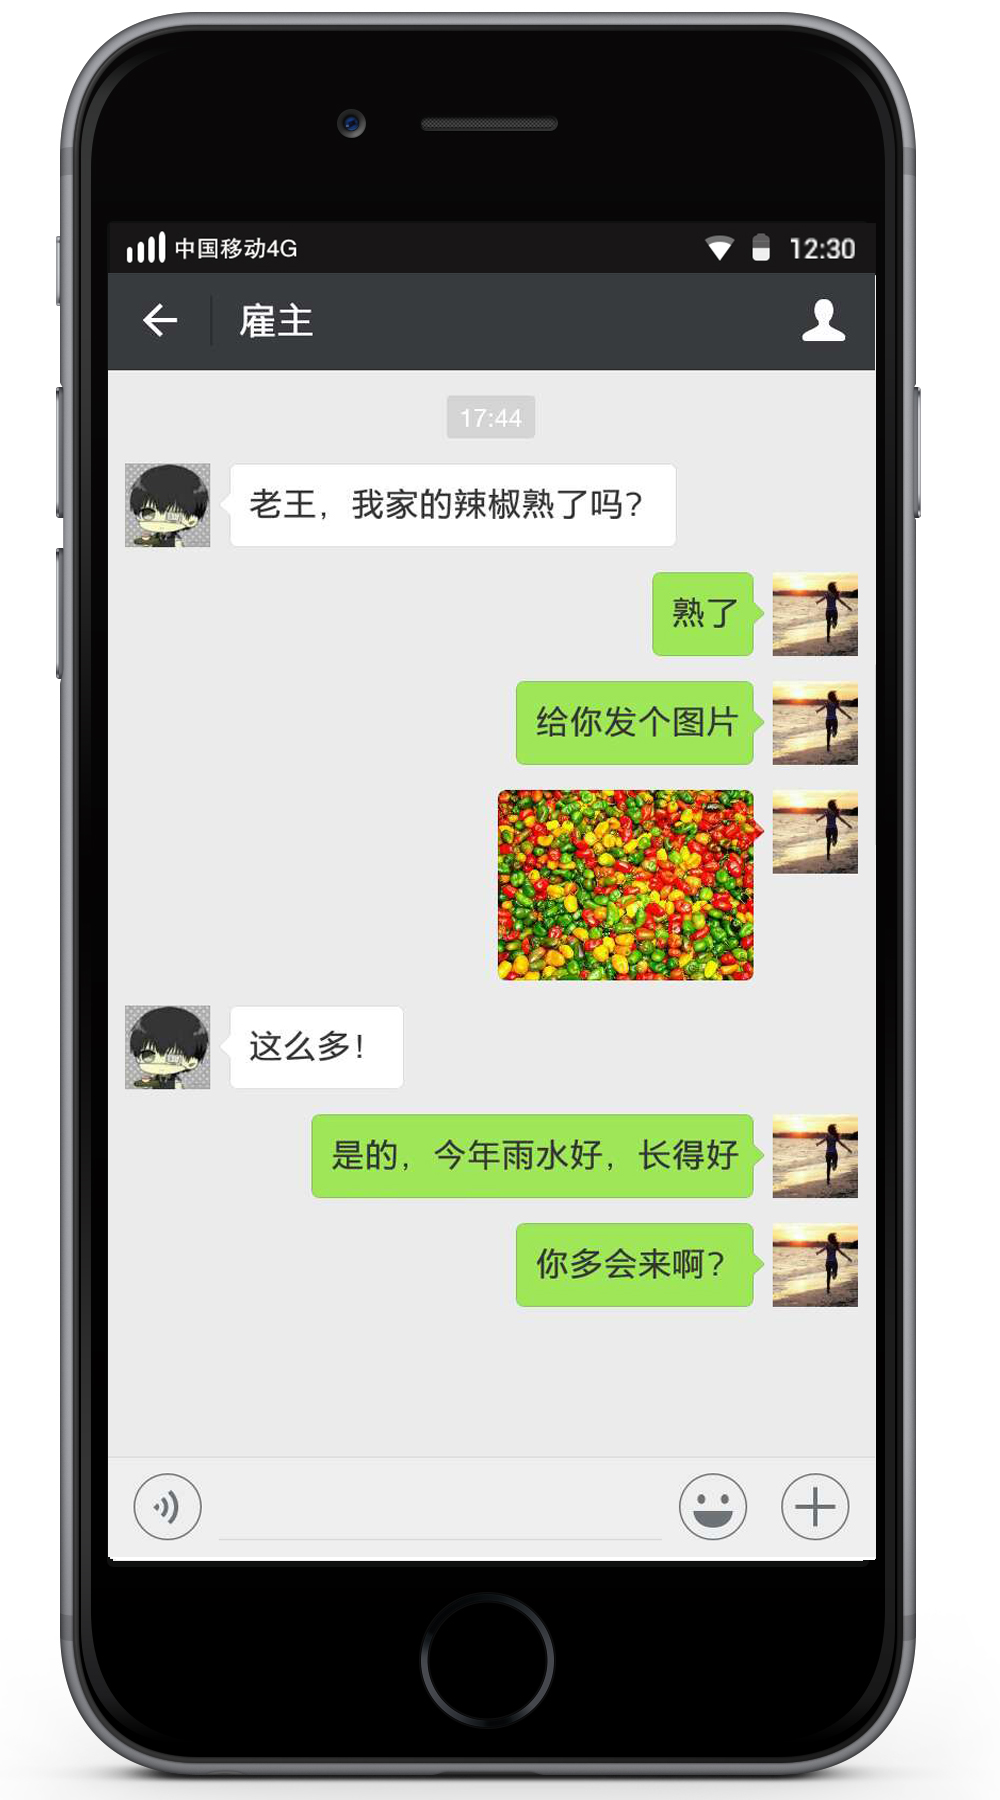 中国移动4G 12:30
雇主
17:44
老王，我家的辣椒熟了吗？
熟了
给你发个图片
这么多！
是的，今年雨水好，长得好
你多会来啊？